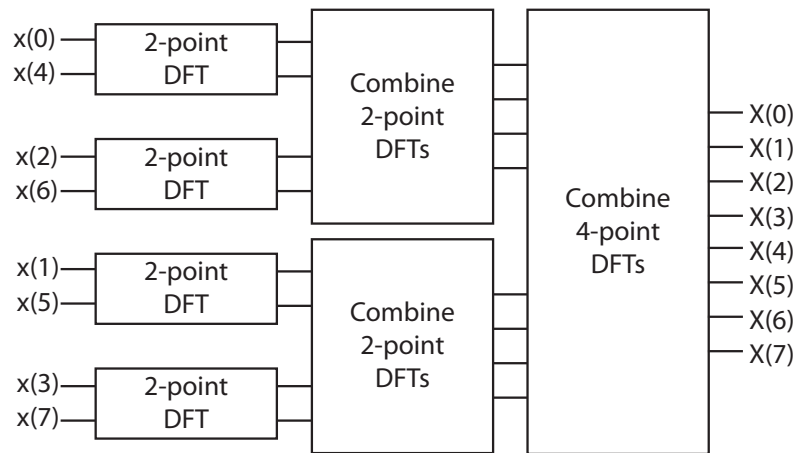 x(0)
x(4)
2-point
DFT
x(2)
x(6)
2-point
DFT
x(1)
x(5)
2-point
DFT
x(3)
x(7)
2-point
DFT
Combine
2-point
DFTs
Combine
2-point
DFTs
Combine
4-point
DFTs
X(0)
X(1)
X(2)
X(3)
X(4)
X(5)
X(6)
X(7)